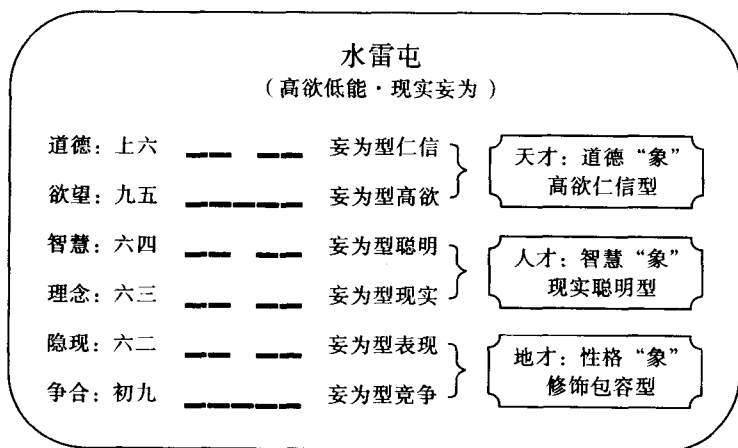 水雷屯
（高欲低能·现实妄为）
道德：上六 妄为型仁信
欲望：九五 妄为型高欲
天才：道德“象”
高欲仁信型
智慧：六四 妄为型聪明
理念：六三 妄为型现实
人才：智慧“象”
现实聪明型
隐现：六二 妄为型表现
争合：初九 妄为型竞争
地才：性格“象”
修饰包容型